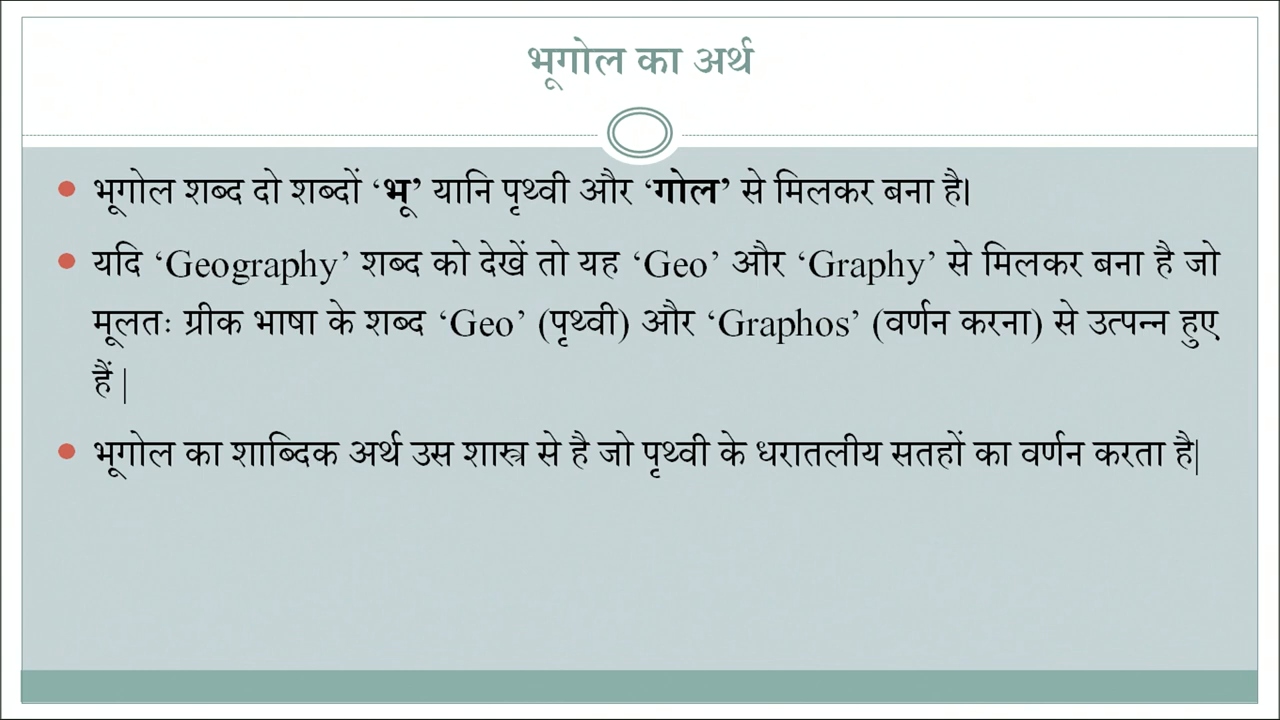 भूगोल का अर्थ
भूगोल शब्द दो शब्दों ‘भू’ यानि पृथ्वी और ‘गोल’ से मिलकर बना है।
यदि ‘Geography’ शब्द को देखें तो यह ‘Geo’ और ‘Graphy’ से मिलकर बना है जो
मूलतः ग्रीक भाषा के शब्द ‘Geo’ (पृथ्वी) और ‘Graphos’ (वर्णन करना) से उत्पन्न हुए
हैं |
भूगोल का शाब्दिक अर्थ उस शास्त्र से है जो पृथ्वी के धरातलीय सतहों का वर्णन करता है|